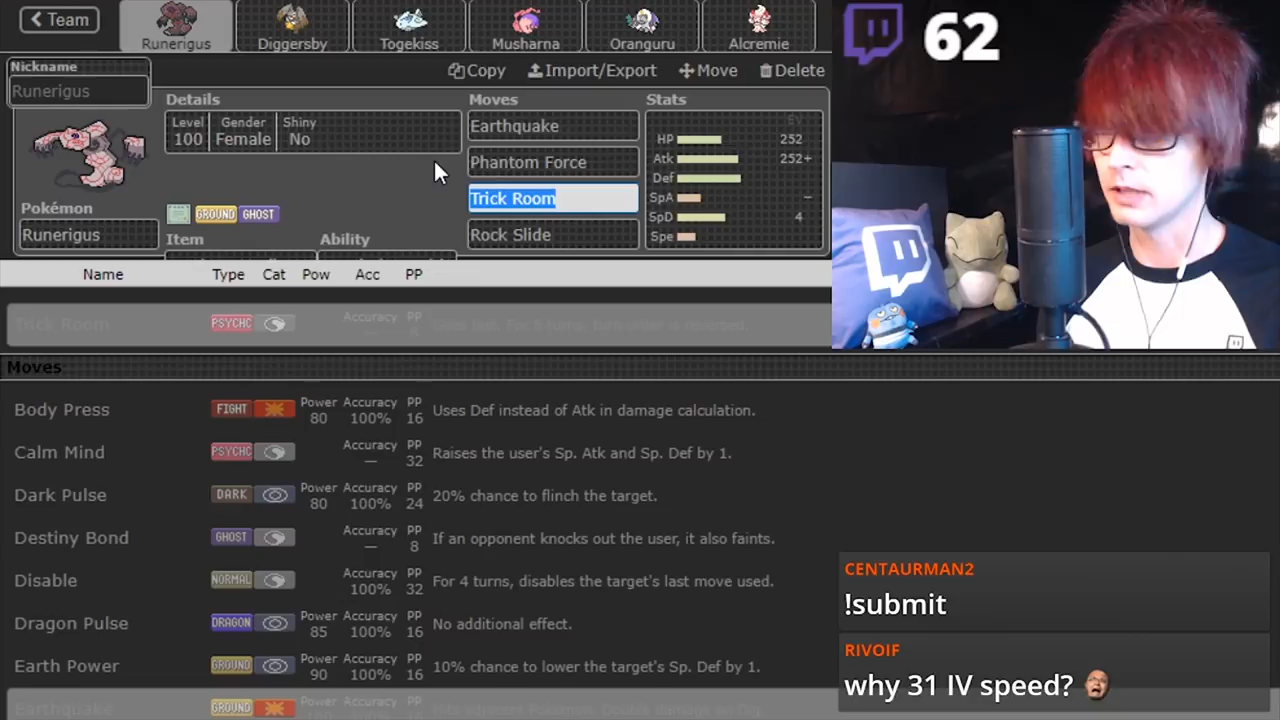 < Team
Runerigus
Diggersby
Togekiss
Musharna
Oranguru
Alcremie
62
Nickname
Runerigus
Copy
Import/Export
Move
Delete
Details
Level
100
Gender
Female
Shiny
No
Moves
Earthquake
Phantom Force
Trick Room
Rock Slide
Stats
EV
HP 252
Atk 252+
Def
SpA −
SpD 4
Spe
Pokémon
Runerigus
GROUND GHOST
Item
Ability
Name Type Cat Pow Acc PP
Trick Room PSYCHC Accuracy — PP
Moves
Body Press FIGHT Power 80 Accuracy 100% PP 16 Uses Def instead of Atk in damage calculation.
Calm Mind PSYCHC Accuracy — PP 32 Raises the user's Sp. Atk and Sp. Def by 1.
Dark Pulse DARK Power 80 Accuracy 100% PP 24 20% chance to flinch the target.
Destiny Bond GHOST Accuracy — PP 8 If an opponent knocks out the user, it also faints.
Disable NORMAL Accuracy 100% PP 32 For 4 turns, disables the target's last move used.
Dragon Pulse DRAGON Power 85 Accuracy 100% PP 16 No additional effect.
Earth Power GROUND Power 90 Accuracy 100% PP 16 10% chance to lower the target's Sp. Def by 1.
Earthquake GROUND Power Accuracy PP
CENTAURMAN2
!submit
RIVOIF
why 31 IV speed?